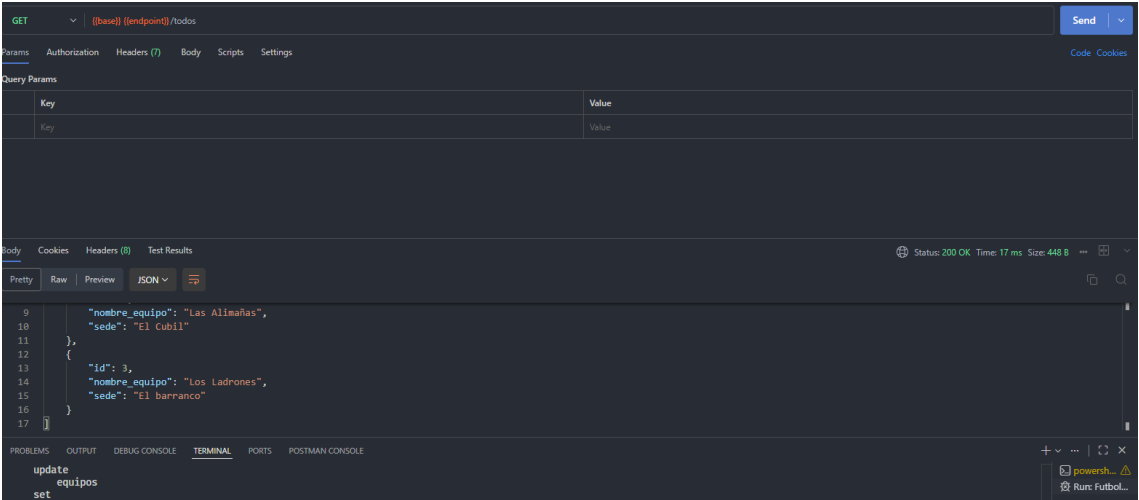 GET {{base}} {{endpoint}}/todos Send
Params Authorization Headers (7) Body Scripts Settings Code Cookies
Query Params
Key Value
Key Value
Body Cookies Headers (8) Test Results Status: 200 OK Time: 17 ms Size: 448 B
Pretty Raw Preview JSON
9 "nombre_equipo": "Las Alimañas",
10 "sede": "El Cubil"
11 },
12 {
13 "id": 3,
14 "nombre_equipo": "Los Ladrones",
15 "sede": "El barranco"
16 }
17 ]
PROBLEMS OUTPUT DEBUG CONSOLE TERMINAL PORTS POSTMAN CONSOLE
update powersh...
equipos Run: Futbol...
set